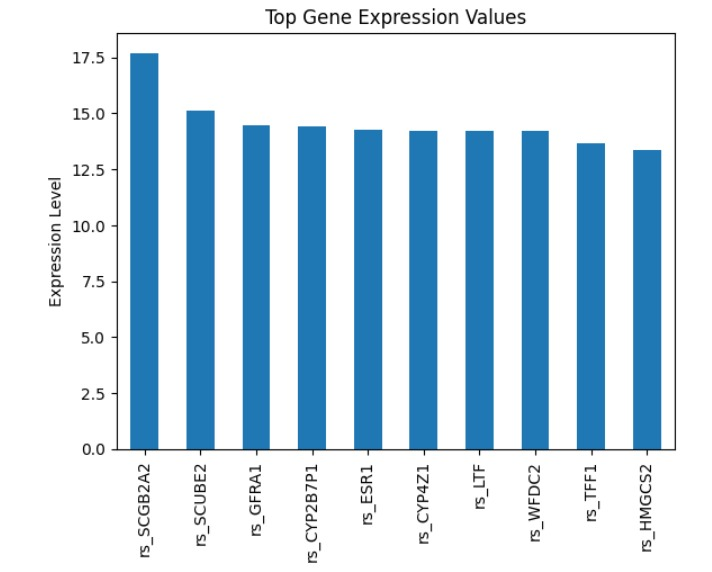 Top Gene Expression Values
Expression Level
17.5
15.0
12.5
10.0
7.5
5.0
2.5
0.0
rs_SCGB2A2
rs_SCUBE2
rs_GFRA1
rs_CYP2B7P1
rs_ESR1
rs_CYP4Z1
rs_LTF
rs_WFDC2
rs_TFF1
rs_HMGCS2